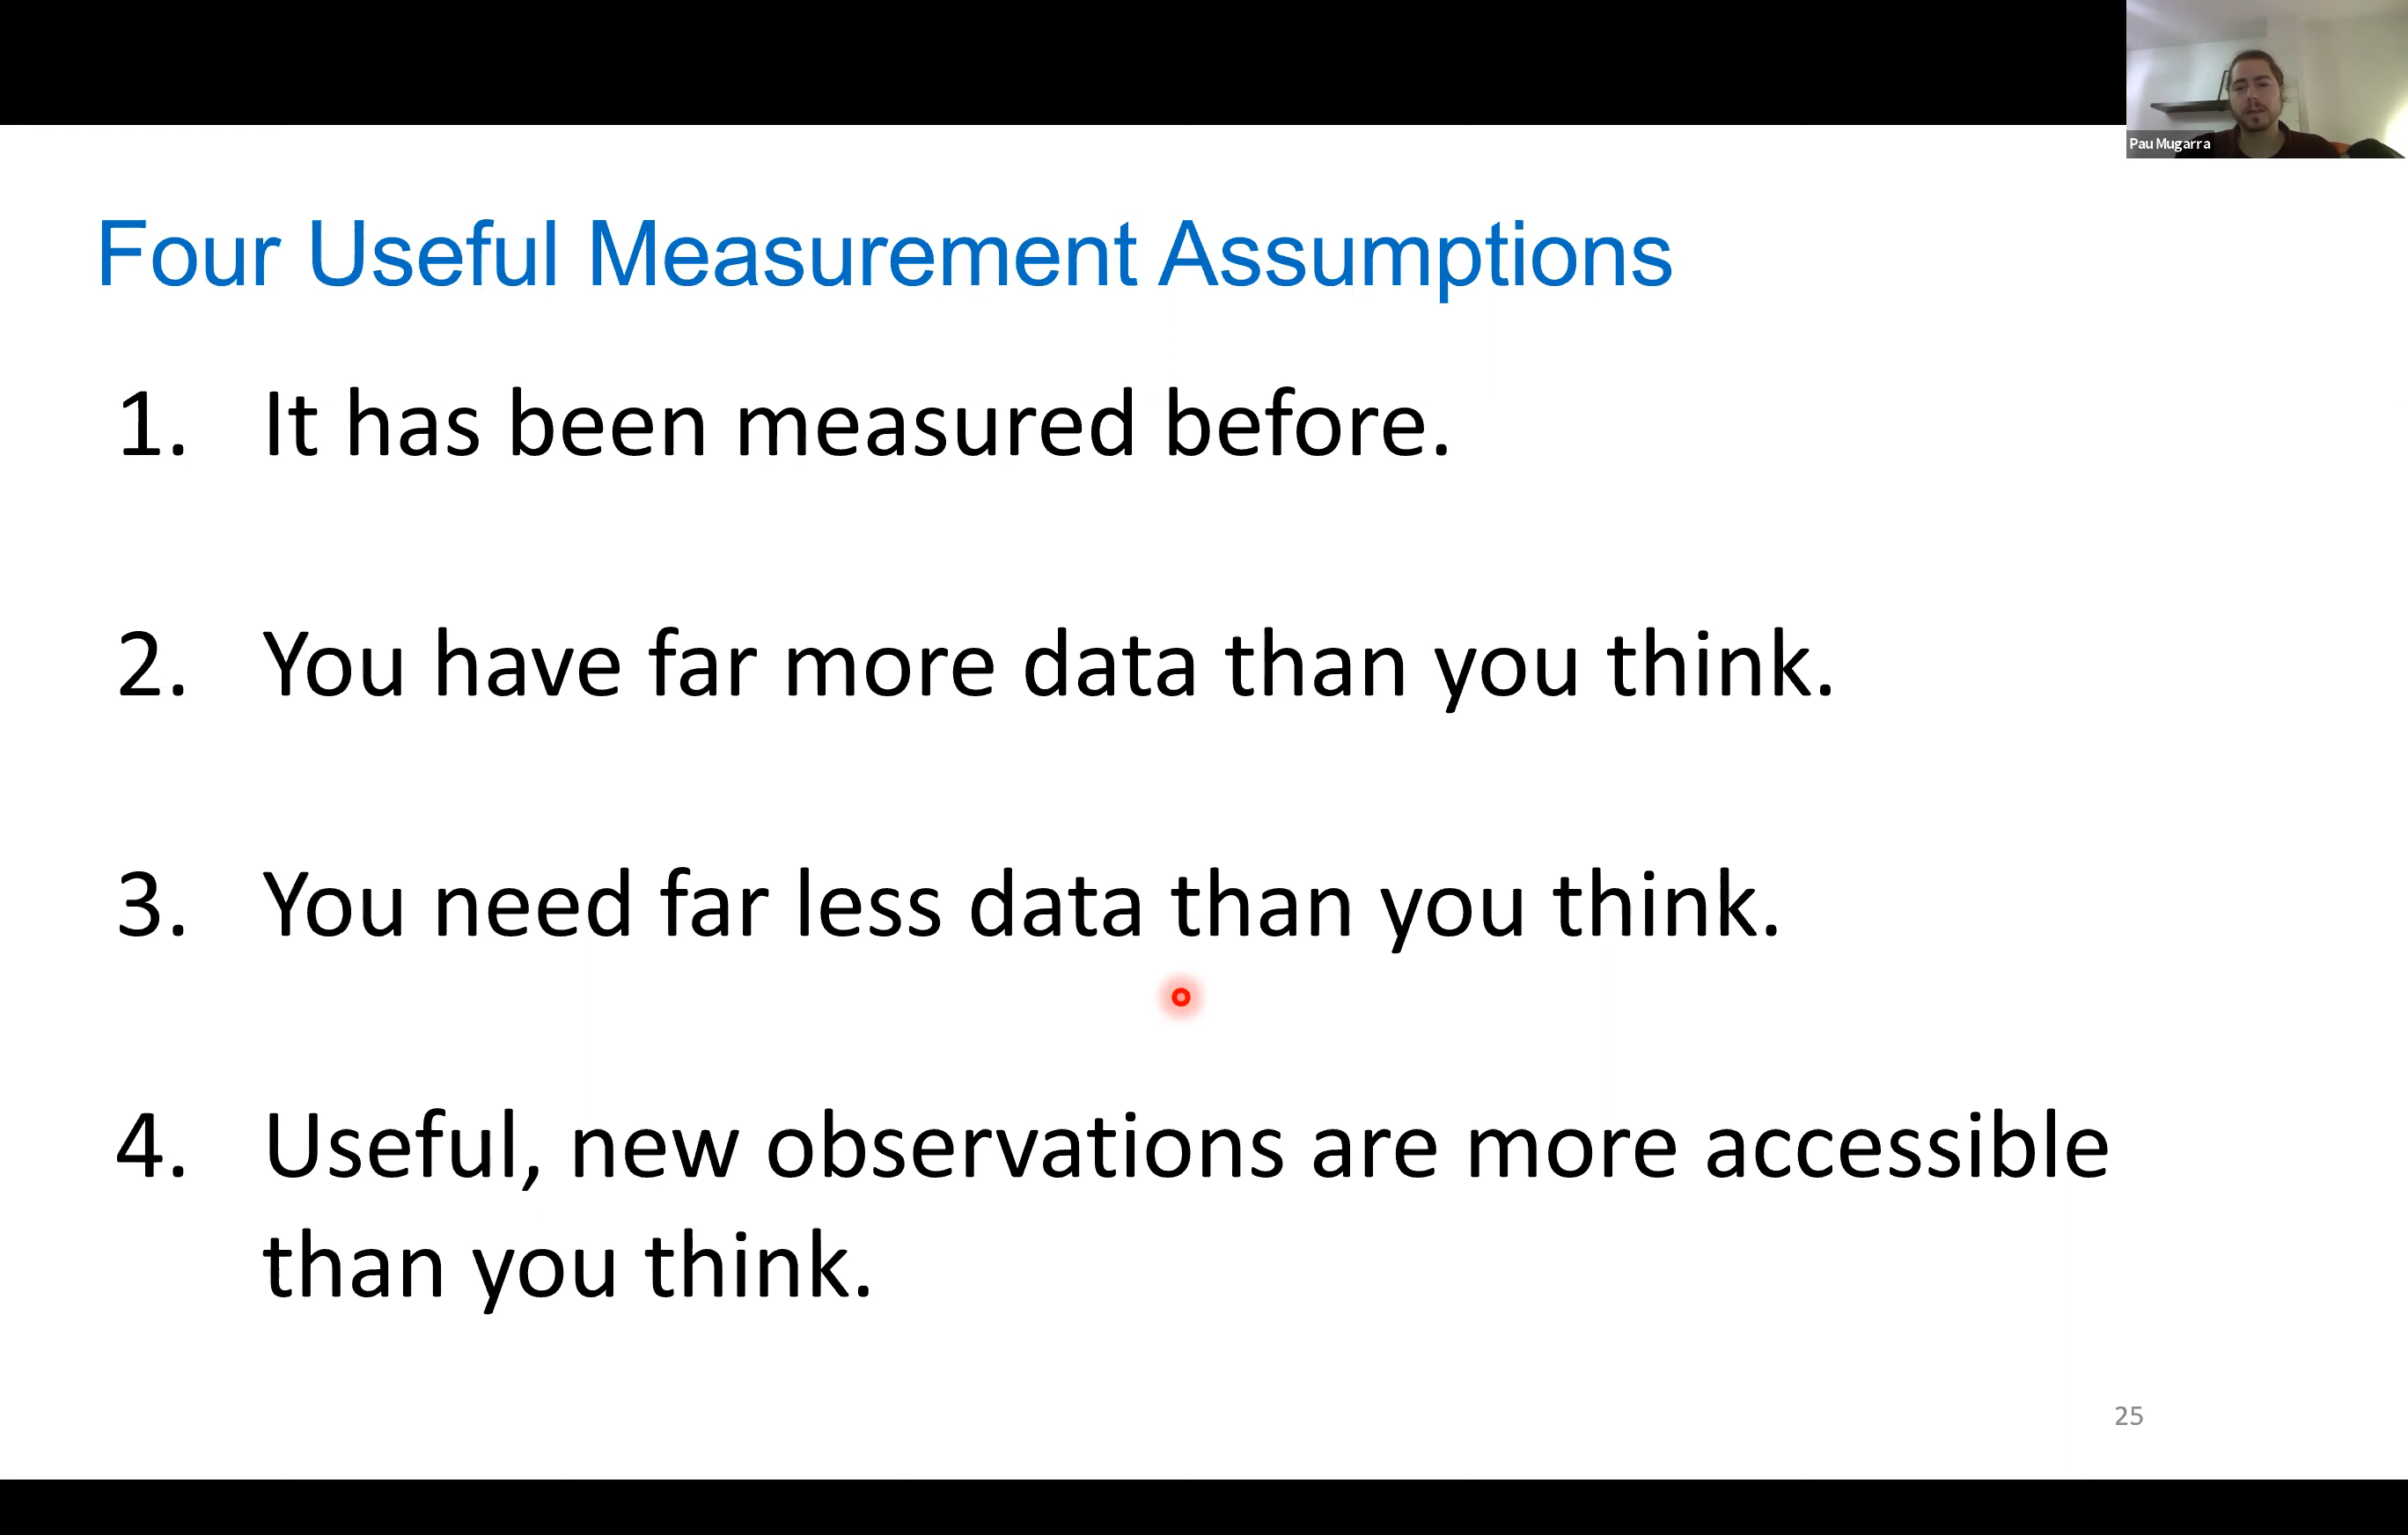 Pau Mugarra
Four Useful Measurement Assumptions
1. It has been measured before.
2. You have far more data than you think.
3. You need far less data than you think.
4. Useful, new observations are more accessible
than you think.
25